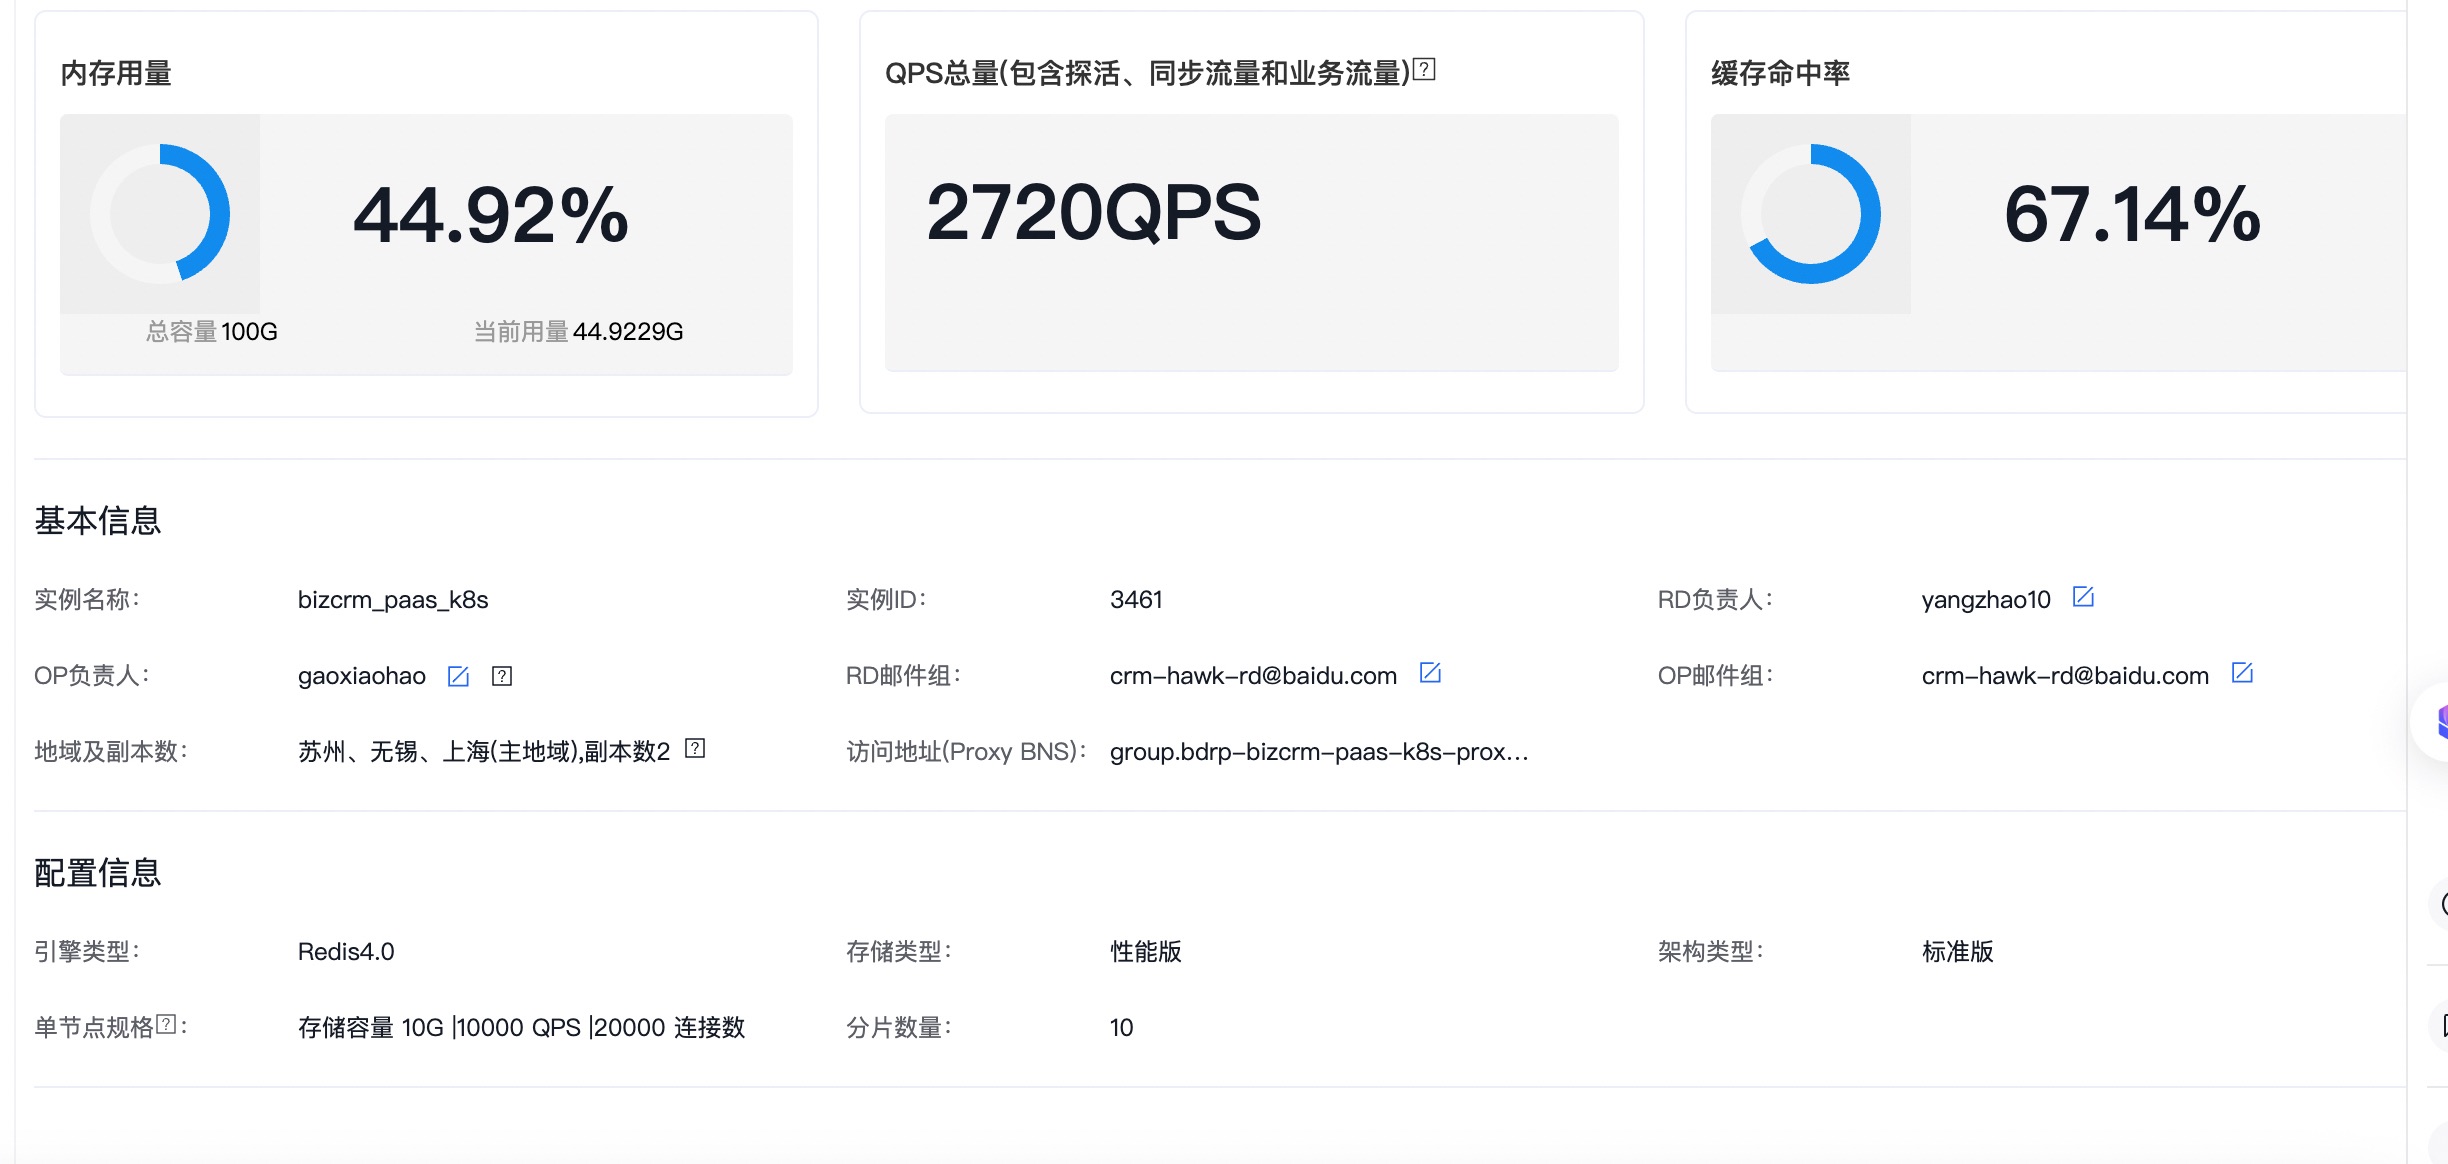 内存用量
44.92%
总容量 100G 当前用量 44.9229G
QPS总量(包含探活、同步流量和业务流量)
2720QPS
缓存命中率
67.14%
基本信息
实例名称: bizcrm_paas_k8s 实例ID: 3461 RD负责人: yangzhao10
OP负责人: gaoxiaohao RD邮件组: crm-hawk-rd@baidu.com OP邮件组: crm-hawk-rd@baidu.com
地域及副本数: 苏州、无锡、上海(主地域),副本数2 访问地址(Proxy BNS): group.bdrp-bizcrm-paas-k8s-prox...
配置信息
引擎类型: Redis4.0 存储类型: 性能版 架构类型: 标准版
单节点规格: 存储容量 10G |10000 QPS |20000 连接数 分片数量: 10